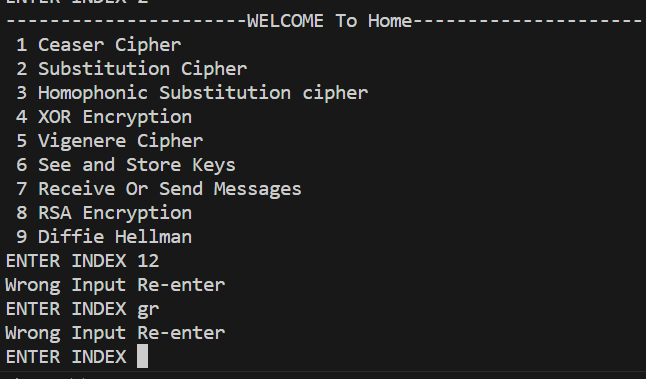 ENTER INDEX 2
----------------------WELCOME To Home---------------------
1 Ceaser Cipher
2 Substitution Cipher
3 Homophonic Substitution cipher
4 XOR Encryption
5 Vigenere Cipher
6 See and Store Keys
7 Receive Or Send Messages
8 RSA Encryption
9 Diffie Hellman
ENTER INDEX 12
Wrong Input Re-enter
ENTER INDEX gr
Wrong Input Re-enter
ENTER INDEX